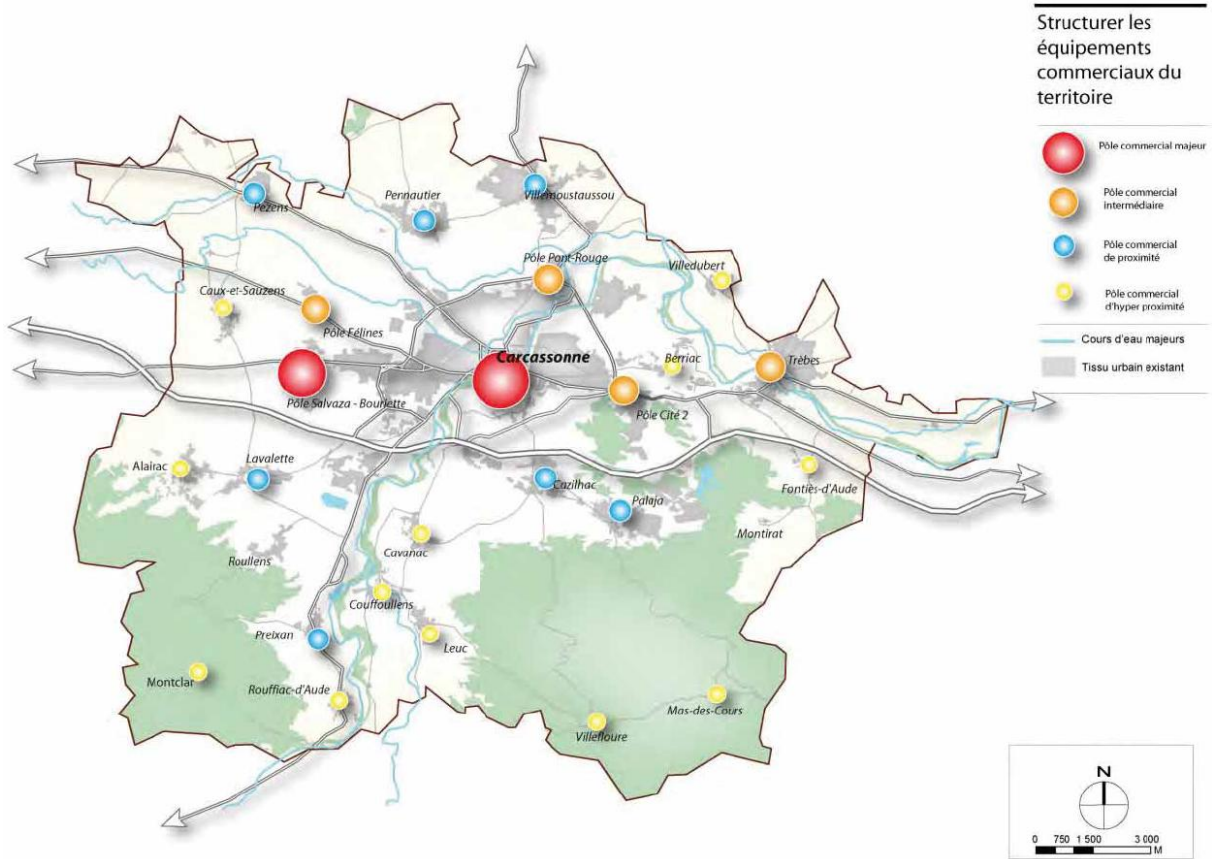 Structurer les
équipements
commerciaux du
territoire
Pôle commercial majeur
Pôle commercial
intermédiaire
Pôle commercial
de proximité
Pôle commercial
d'hyper proximité
Cours d'eau majeurs
Tissu urbain existant
Pezens
Pennautier
Villemoustaussou
Pôle Pont-Rouge
Villedubert
Caux-et-Sauzens
Pôle Félines
Carcassonne
Berriac
Trèbes
Pôle Salvaza - Bouriette
Pôle Cité 2
Alairac
Lavalette
Cazilhac
Palaja
Fontiès-d'Aude
Montirat
Cavanac
Roullens
Couffoullens
Preixan
Leuc
Montclar
Rouffiac-d'Aude
Mas-des-Cours
Villefloure
N
0 750 1 500 3 000
M